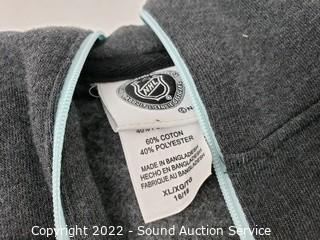 NHL
60% COTTON
40% POLYESTER
MADE IN BANGLADESH
HECHO EN BANGLADESH
FABRIQUE AU BANGLADESH
XL/XG/TG
16/18
Copyright 2022 - Sound Auction Service